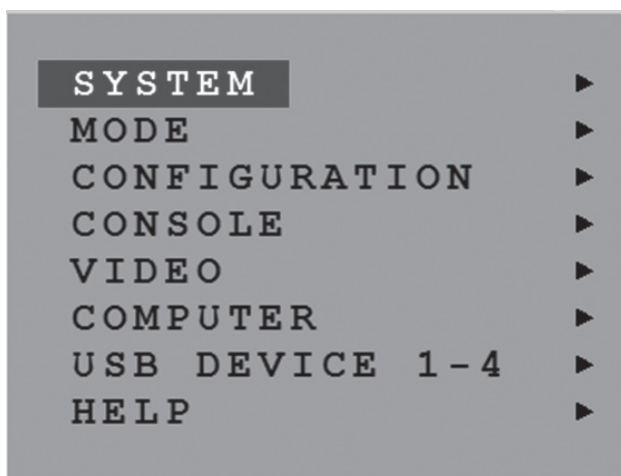 SYSTEM
MODE
CONFIGURATION
CONSOLE
VIDEO
COMPUTER
USB DEVICE 1-4
HELP